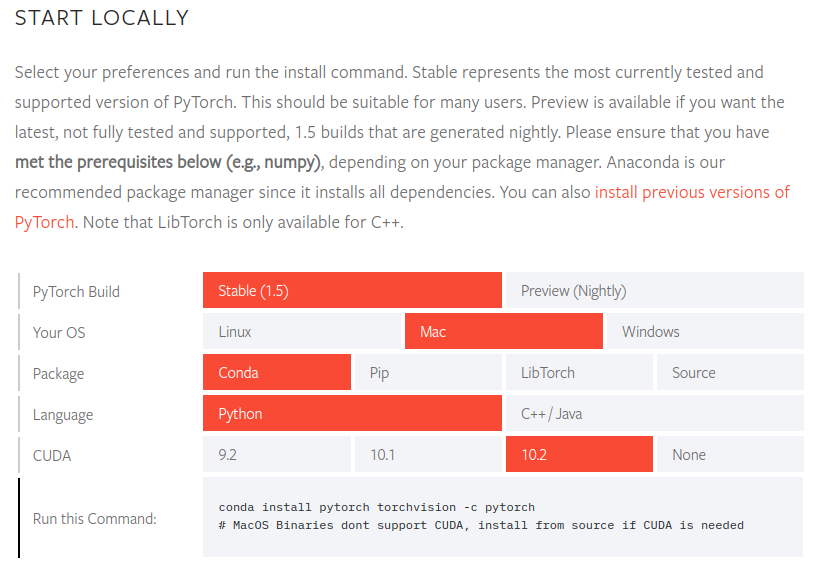 START LOCALLY
Select your preferences and run the install command. Stable represents the most currently tested and
supported version of PyTorch. This should be suitable for many users. Preview is available if you want the
latest, not fully tested and supported, 1.5 builds that are generated nightly. Please ensure that you have
met the prerequisites below (e.g., numpy), depending on your package manager. Anaconda is our
recommended package manager since it installs all dependencies. You can also install previous versions of
PyTorch. Note that LibTorch is only available for C++.
PyTorch Build Stable (1.5) Preview (Nightly)
Your OS Linux Mac Windows
Package Conda Pip LibTorch Source
Language Python C++ / Java
CUDA 9.2 10.1 10.2 None
Run this Command: conda install pytorch torchvision -c pytorch
# MacOS Binaries dont support CUDA, install from source if CUDA is needed